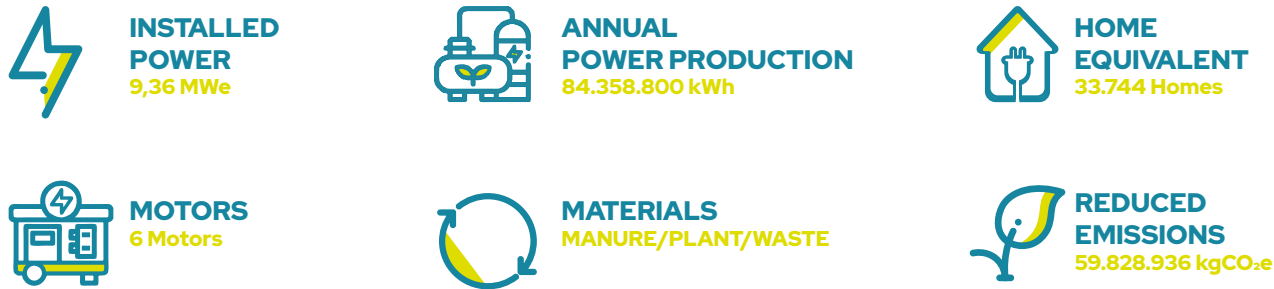 INSTALLED
POWER
9,36 MWe
ANNUAL
POWER PRODUCTION
84.358.800 kWh
HOME
EQUIVALENT
33.744 Homes
MOTORS
6 Motors
MATERIALS
MANURE/PLANT/WASTE
REDUCED
EMISSIONS
59.828.936 kgCO₂e